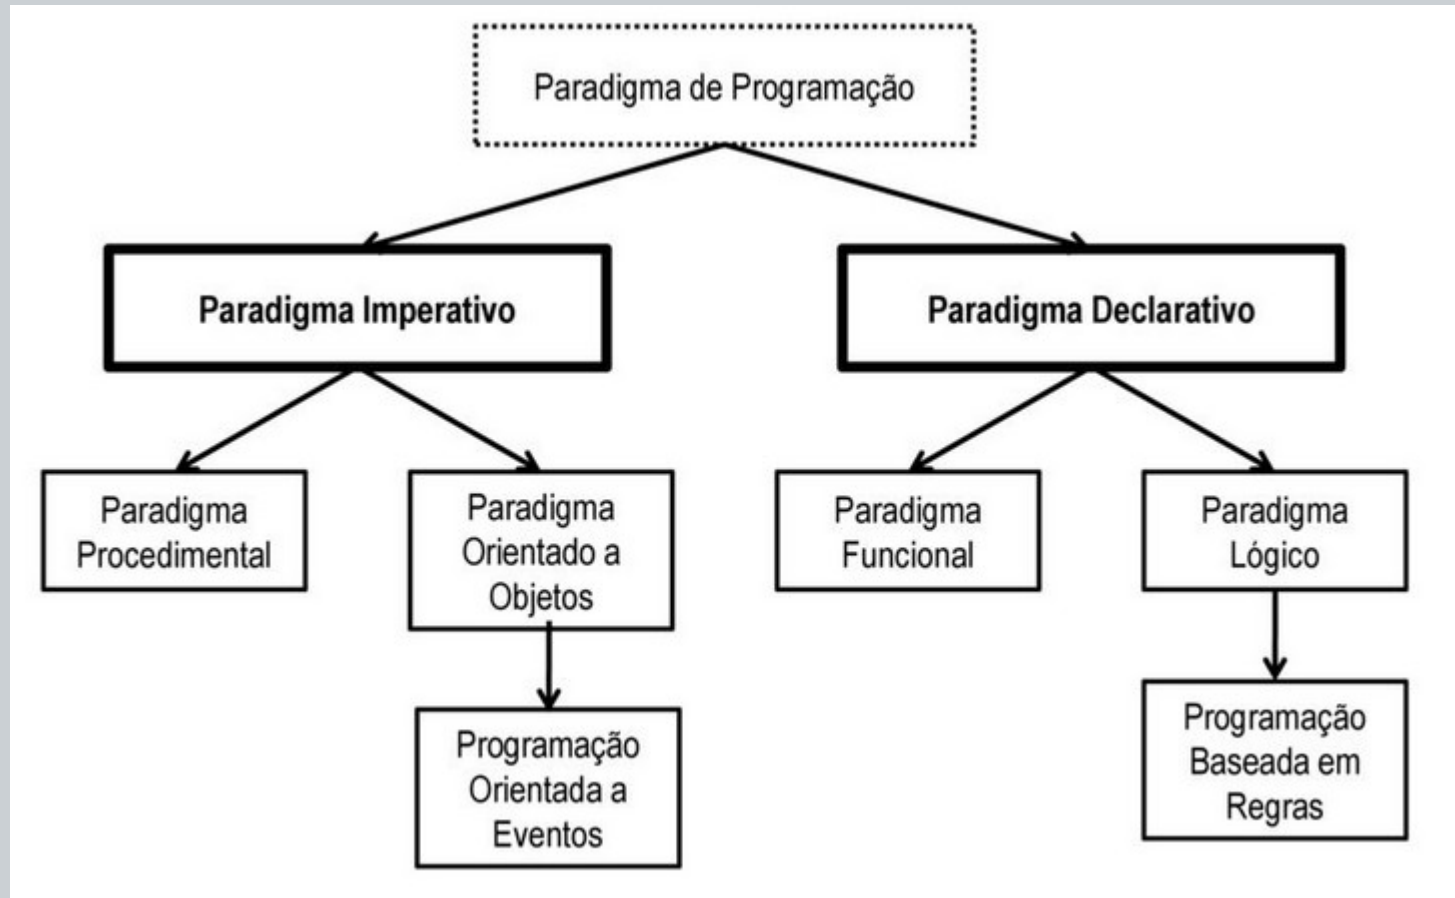 Paradigma de Programação
Paradigma Imperativo
Paradigma Declarativo
Paradigma
Procedimental
Paradigma
Orientado a
Objetos
Paradigma
Funcional
Paradigma
Lógico
Programação
Orientada a
Eventos
Programação
Baseada em
Regras